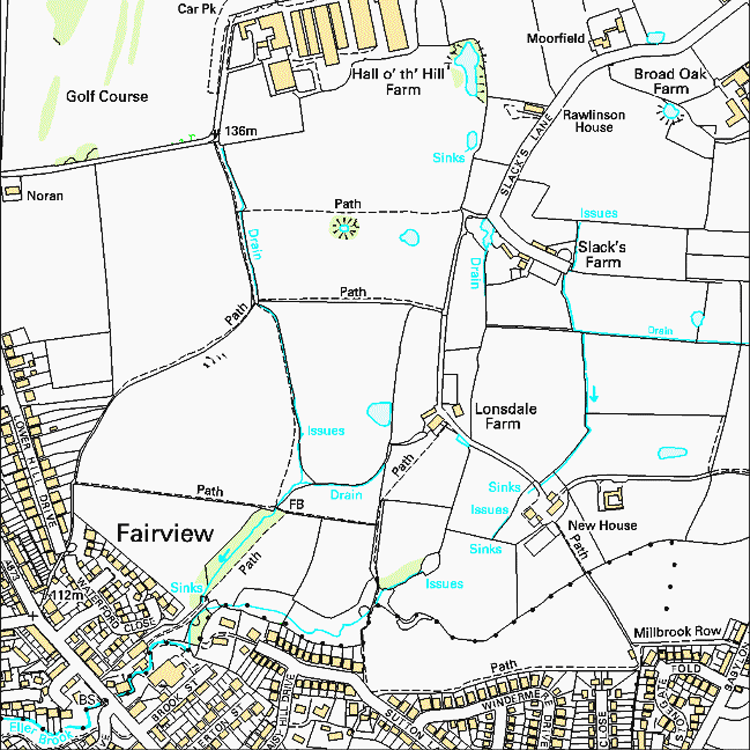 Car Pk
Moorfield
Hall o' th' Hill
Farm
Broad Oak
Farm
Golf Course
Rawlinson
House
136m
SLACK'S LANE
Sinks
Noran
Path
Issues
Drain
Drain
Slack's
Farm
Path
Path
Drain
Lonsdale
Farm
LOWER HILL DRIVE
Issues
Path
Path
Drain
Sinks
FB
Issues
New House
Fairview
Sinks
Path
Path
A673
Sinks
Issues
112m
WATERFORD
CLOSE
Millbrook Row
BABYLON
Path
FOLD
BS
BROOK ST
WINDERMERE DRIVE
SUTTON
CLOSE
Eller Brook